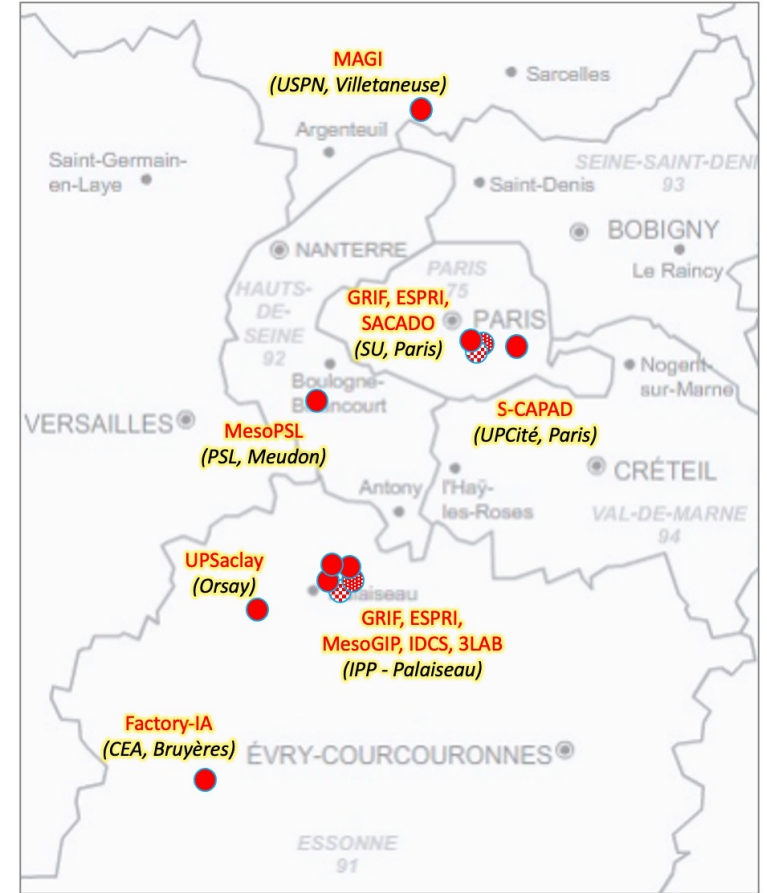 MAGI
(USPN, Villetaneuse)
Sarcelles
Argenteuil
Saint-Germain-
en-Laye
SEINE-SAINT-DENI
93
Saint-Denis
BOBIGNY
Le Raincy
NANTERRE
PARIS
75
HAUTS-
DE-
SEINE
92
GRIF, ESPRI,
SACADO
(SU, Paris)
PARIS
Nogent-
sur-Marne
Boulogne-
S-CAPAD
(UPCité, Paris)
VERSAILLES
MesoPSL
(PSL, Meudon)
CRÉTEIL
Antony
l'Haÿ-
les-Roses
VAL-DE-MARNE
94
UPSaclay
(Orsay)
GRIF, ESPRI,
MesoGIP, IDCS, 3LAB
(IPP - Palaiseau)
Factory-IA
(CEA, Bruyères)
ÉVRY-COURCOURONNES
ESSONNE
91